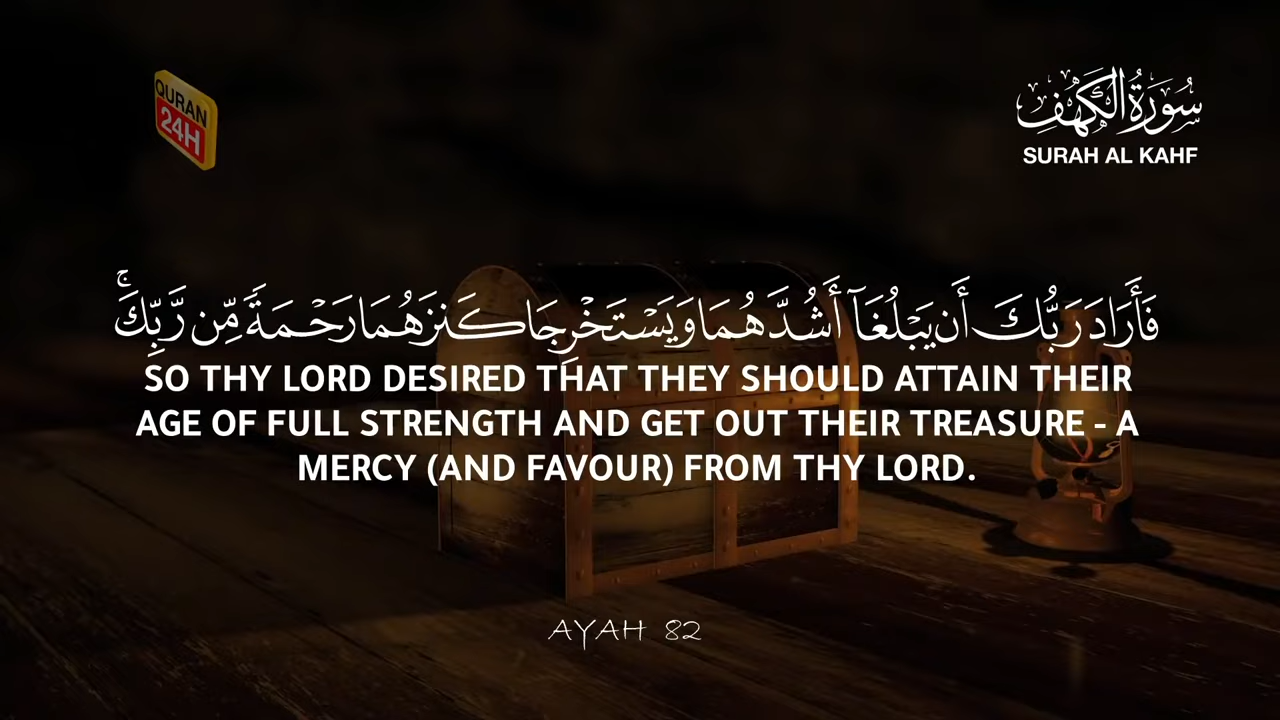 QURAN
24H
سُورَةُ الْكَهْفِ
SURAH AL KAHF
فَأَرَادَ رَبُّكَ أَن يَبْلُغَآ أَشُدَّهُمَا وَيَسْتَخْرِجَا كَنزَهُمَا رَحْمَةً مِّن رَّبِّكَ ۚ
SO THY LORD DESIRED THAT THEY SHOULD ATTAIN THEIR
AGE OF FULL STRENGTH AND GET OUT THEIR TREASURE - A
MERCY (AND FAVOUR) FROM THY LORD.
AYAH 82